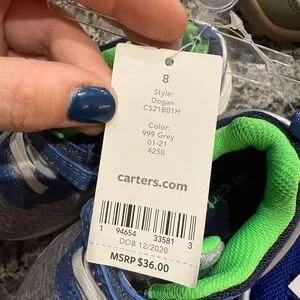 8
Style:
Dogan
CS21B01H
Color:
999 Grey
01-21
4250
carters.com
1 94654 33581 3
DOB 12/2020
MSRP $36.00